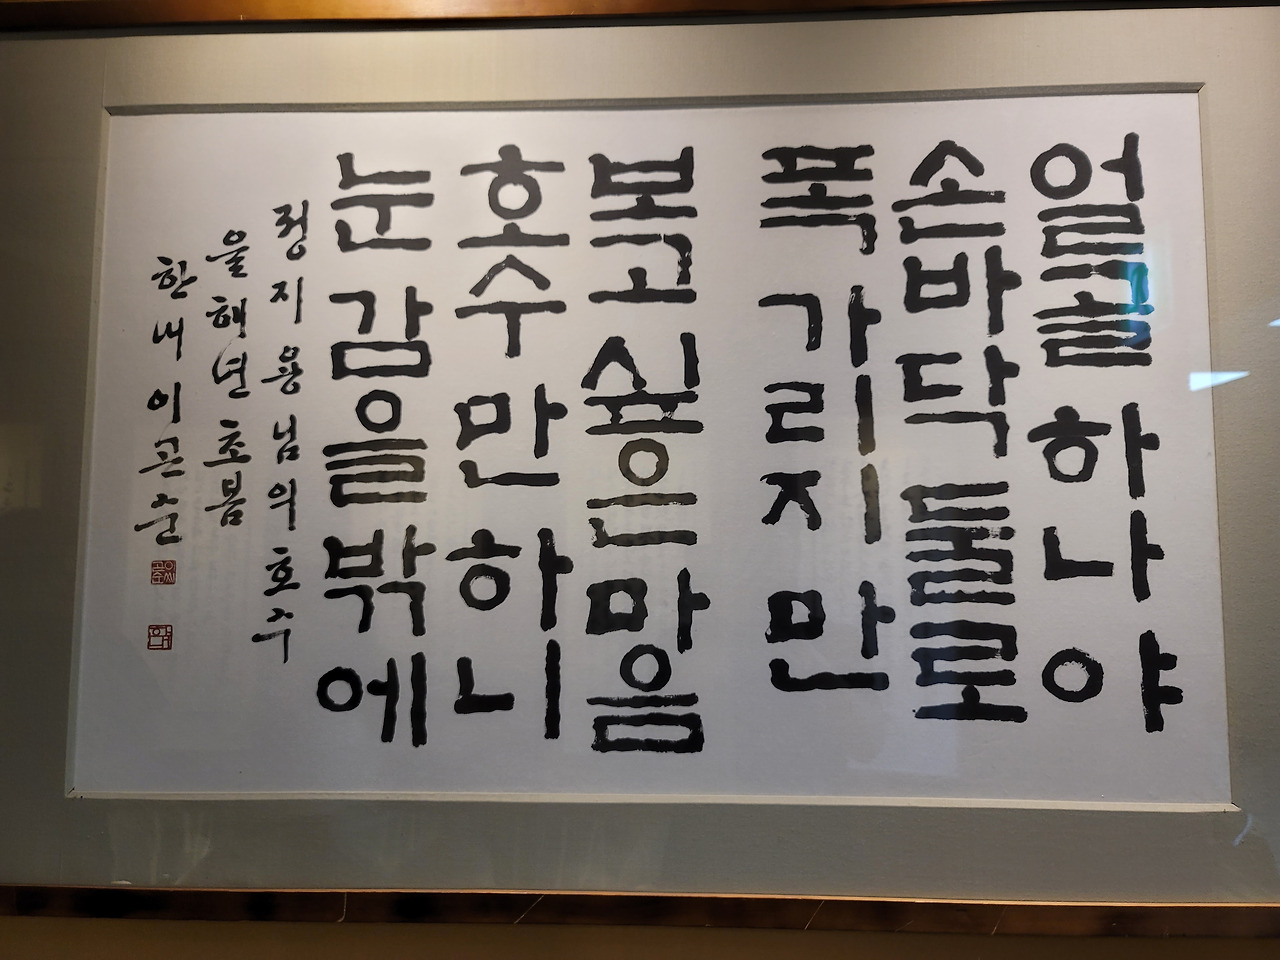 얼골 하나야
손바닥 둘로
폭 가리지만
보고 싶은 마음
호수만 하니
눈 감을 밖에
정지용님의 호수
을해년 초봄
한내 이곤순